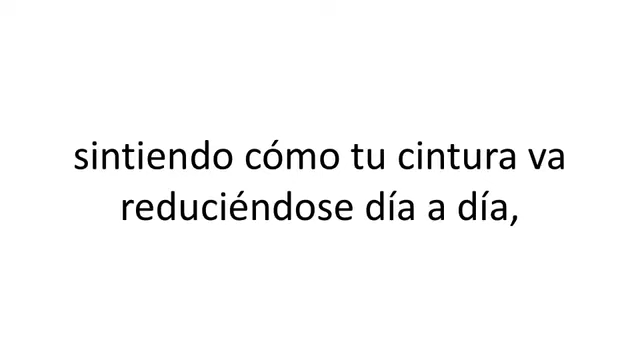 sintiendo cómo tu cintura va
reduciéndose día a día,